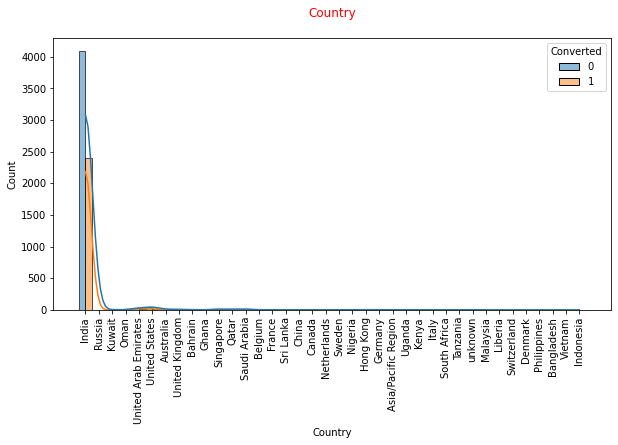 Country
Converted
0
1
4000
3500
3000
2500
2000
1500
1000
500
0
Count
India
Russia
Kuwait
Oman
United Arab Emirates
United States
Australia
United Kingdom
Bahrain
Ghana
Singapore
Qatar
Saudi Arabia
Belgium
France
Sri Lanka
China
Canada
Netherlands
Sweden
Nigeria
Hong Kong
Germany
Asia/Pacific Region
Uganda
Kenya
Italy
South Africa
Tanzania
unknown
Malaysia
Liberia
Switzerland
Denmark
Philippines
Bangladesh
Vietnam
Indonesia
Country